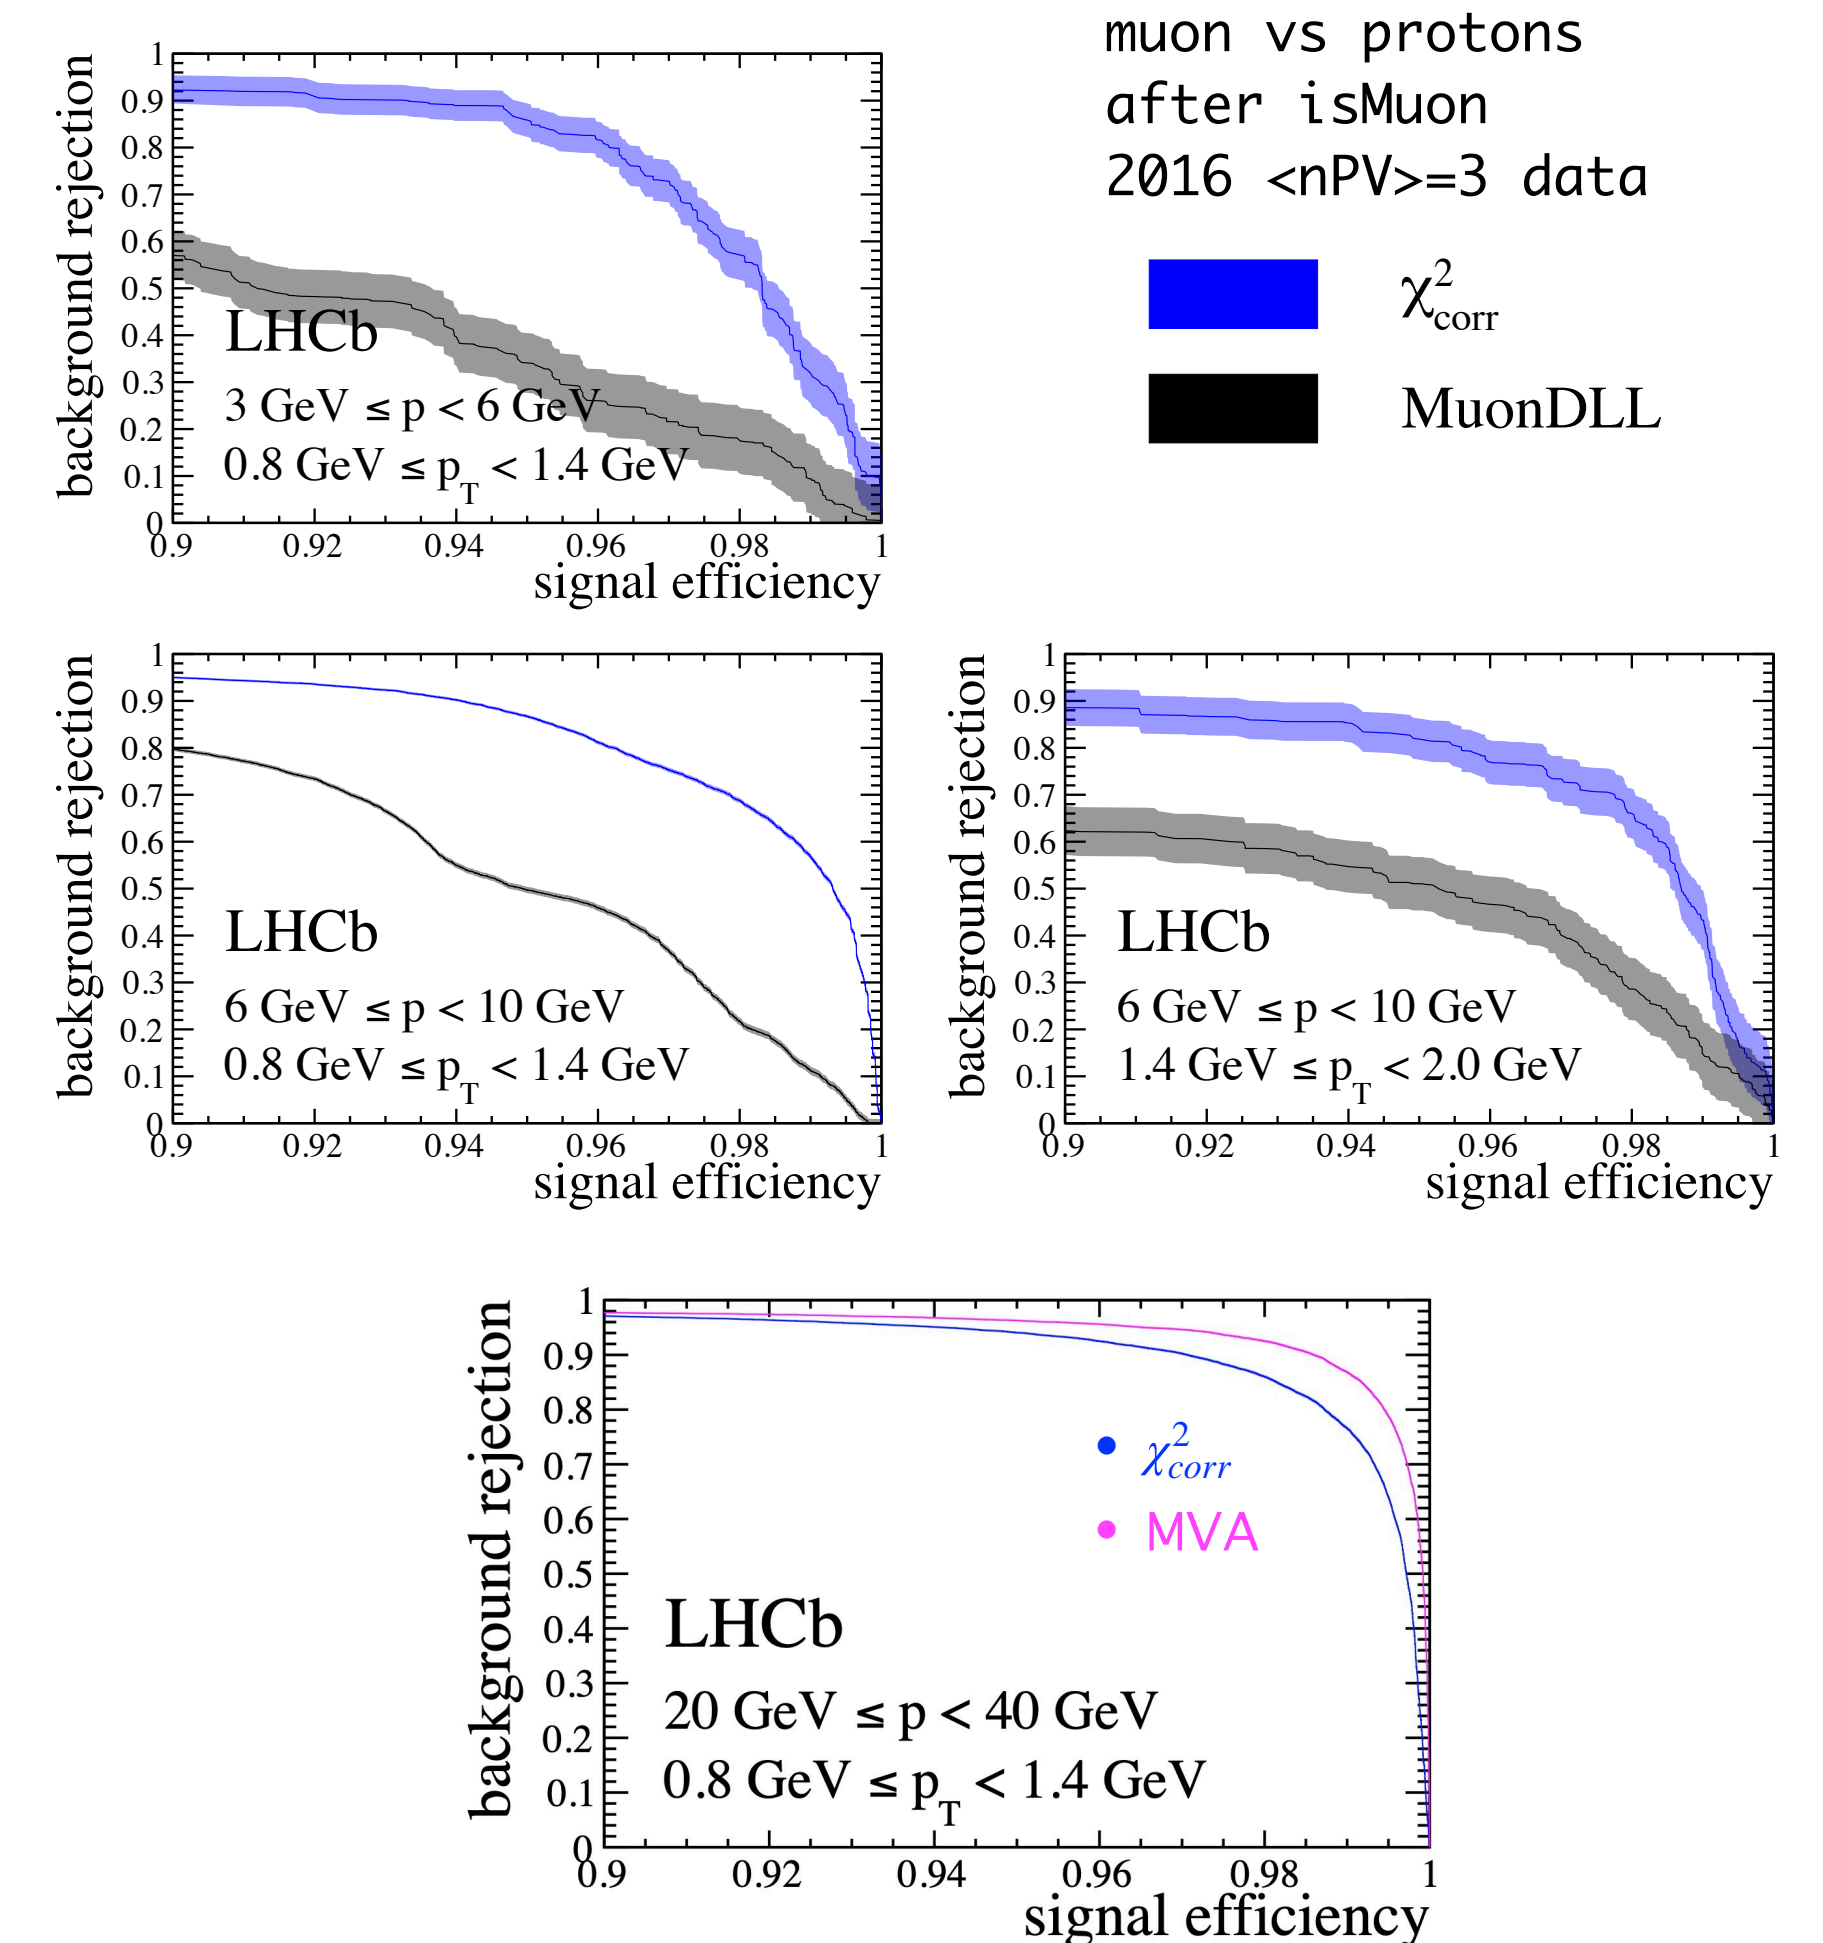 muon vs protons
after isMuon
2016 <nPV>=3 data
χ²corr
MuonDLL
background rejection
1
0.9
0.8
0.7
0.6
0.5
0.4
0.3
0.2
0.1
0
LHCb
3 GeV ≤ p < 6 GeV
0.8 GeV ≤ pT < 1.4 GeV
0.9 0.92 0.94 0.96 0.98 1
signal efficiency
background rejection
1
0.9
0.8
0.7
0.6
0.5
0.4
0.3
0.2
0.1
0
LHCb
6 GeV ≤ p < 10 GeV
0.8 GeV ≤ pT < 1.4 GeV
0.9 0.92 0.94 0.96 0.98 1
signal efficiency
background rejection
1
0.9
0.8
0.7
0.6
0.5
0.4
0.3
0.2
0.1
0
LHCb
6 GeV ≤ p < 10 GeV
1.4 GeV ≤ pT < 2.0 GeV
0.9 0.92 0.94 0.96 0.98 1
signal efficiency
background rejection
1
0.9
0.8
0.7
0.6
0.5
0.4
0.3
0.2
0.1
0
χ²corr
MVA
LHCb
20 GeV ≤ p < 40 GeV
0.8 GeV ≤ pT < 1.4 GeV
0.9 0.92 0.94 0.96 0.98 1
signal efficiency